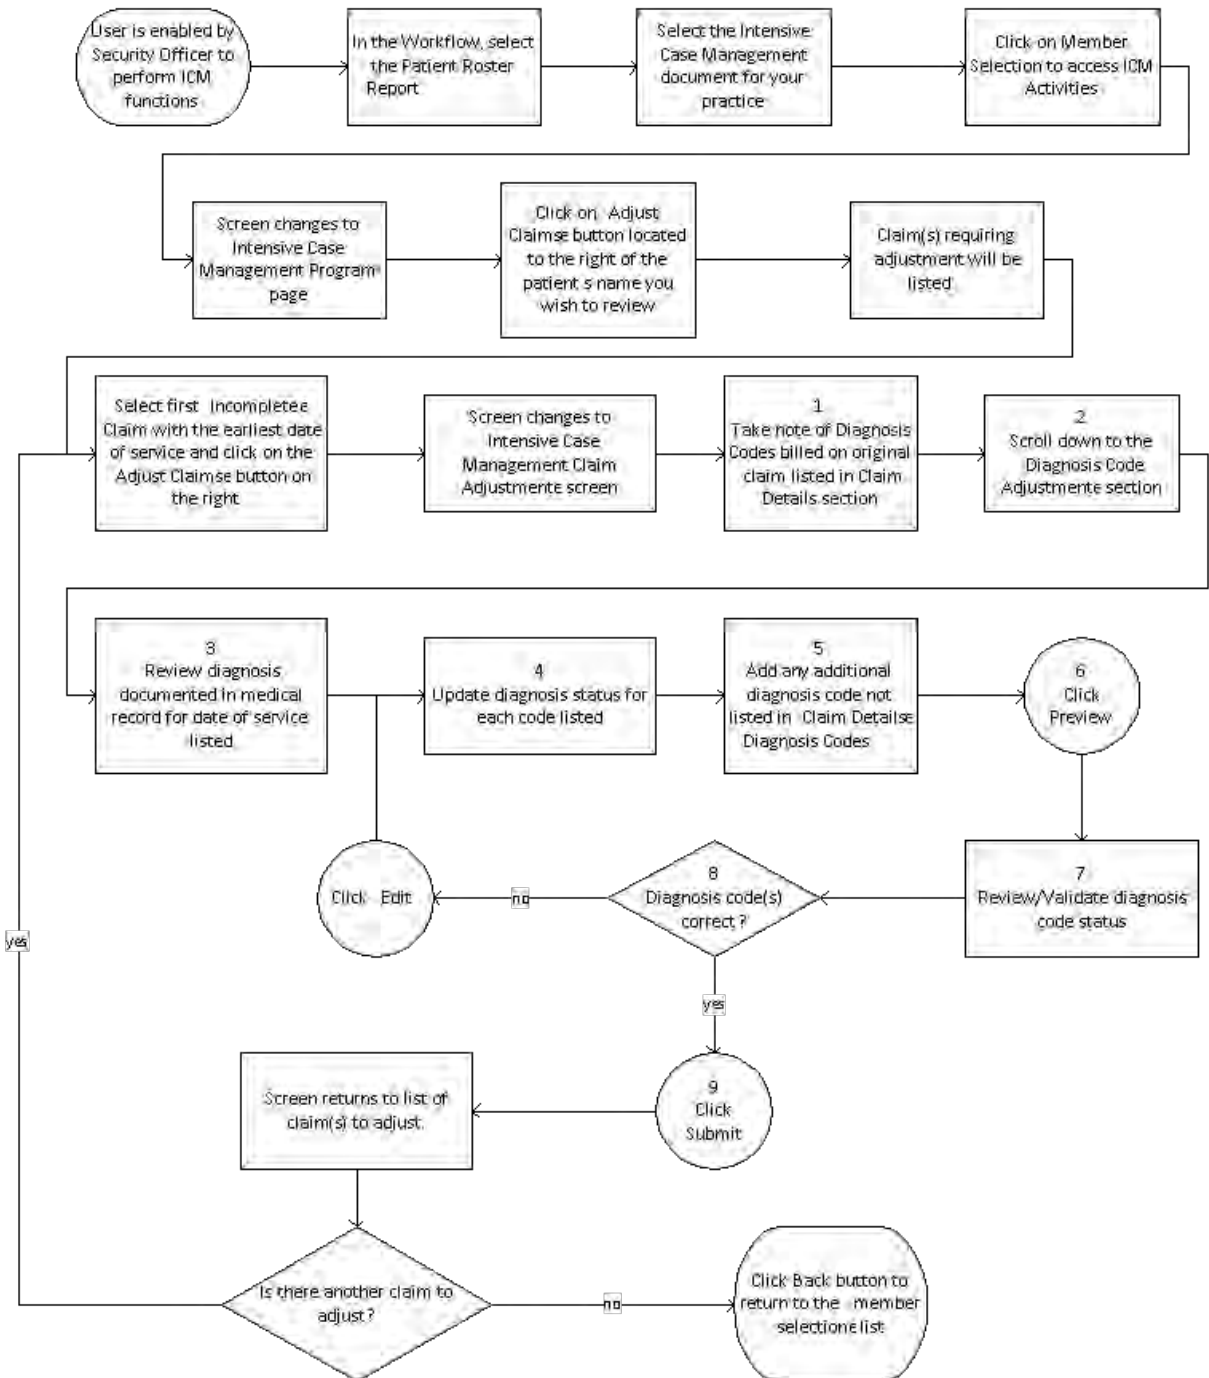 User is enabled by
Security Officer to
perform ICM
functions
In the Workflow, select
the Patient Roster
Report
Select the Intensive
Case Management
document for your
practice
Click on Member
Selection to access ICM
Activities
Screen changes to
Intensive Case
Management Program
page
Click on Adjust
Claimse button located
to the right of the
patient s name you
wish to review
Claim(s) requiring
adjustment will be
listed
Select first Incompletee
Claim with the earliest date
of service and click on the
Adjust Claimse button on
the right
Screen changes to
Intensive Case
Management Claim
Adjustmente screen
1
Take note of Diagnosis
Codes billed on original
claim listed in Claim
Details section
2
Scroll down to the
Diagnosis Code
Adjustmente section
3
Review diagnosis
documented in medical
record for date of service
listed
4
Update diagnosis status for
each code listed
5
Add any additional
diagnosis code not
listed in Claim Detailse
Diagnosis Codes
6
Click
Preview
7
Review/Validate diagnosis
code status
8
Diagnosis code(s)
correct?
no
Click Edit
yes
yes
9
Click
Submit
Screen returns to list of
claim(s) to adjust.
Is there another claim to
adjust?
no
Click Back button to
return to the member
selectione list